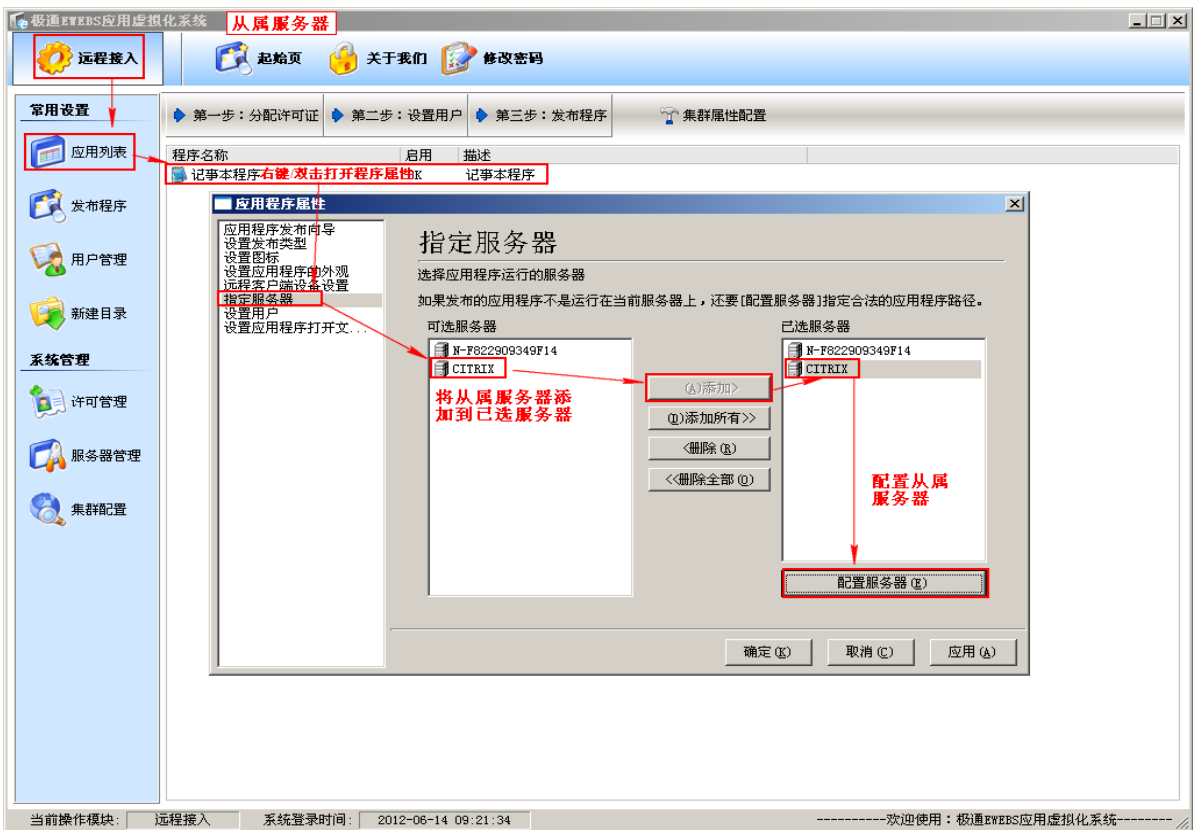 极通EWEBS应用虚拟化系统
从属服务器
远程接入
起始页
关于我们
修改密码
常用设置
第一步：分配许可证
第二步：设置用户
第三步：发布程序
集群属性配置
应用列表
程序名称
启用
描述
记事本程序右键/双击打开程序属性OK
记事本程序
发布程序
用户管理
新建目录
系统管理
许可管理
服务器管理
集群配置
应用程序属性
应用程序发布向导
设置发布类型
设置图标
设置应用程序的外观
远程客户端设备设置
指定服务器
设置用户
设置应用程序打开文...
指定服务器
选择应用程序运行的服务器
如果发布的应用程序不是运行在当前服务器上，还要[配置服务器]指定合法的应用程序路径。
可选服务器
N-F822909349F14
CITRIX
将从属服务器添
加到已选服务器
(A)添加>
(D)添加所有>>
<删除(R)
<<删除全部(O)
已选服务器
N-F822909349F14
CITRIX
配置从属
服务器
配置服务器(E)
确定(K)
取消(C)
应用(A)
当前操作模块:
远程接入
系统登录时间:
2012-06-14 09:21:34
----------欢迎使用：极通EWEBS应用虚拟化系统--------